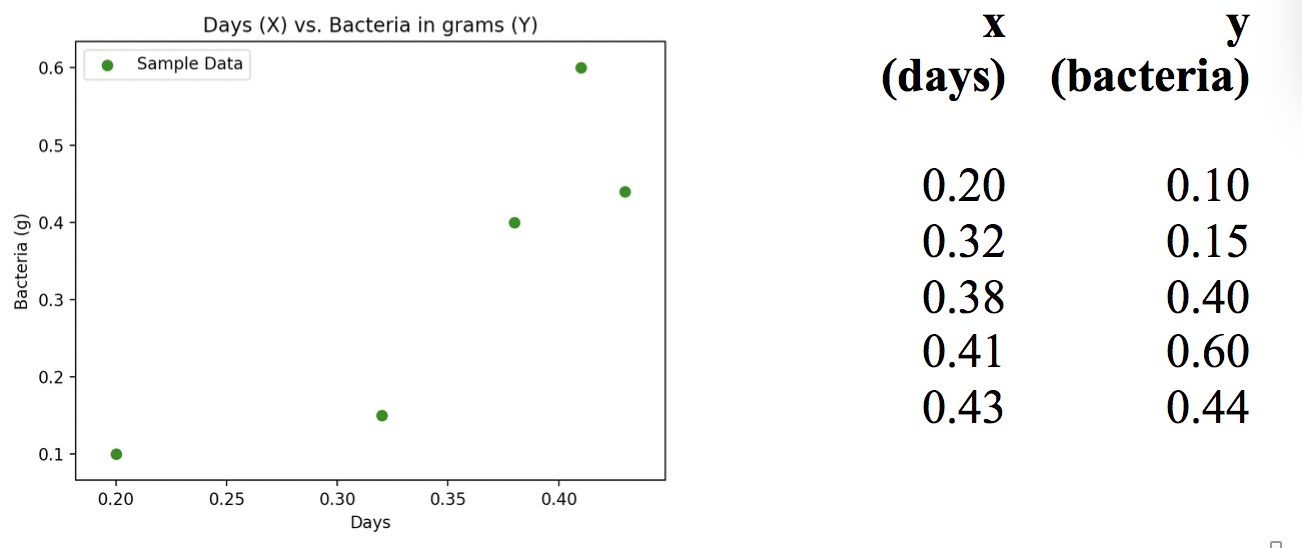 Days (X) vs. Bacteria in grams (Y)
Sample Data
0.6
0.5
0.4
0.3
0.2
0.1
Bacteria (g)
0.20 0.25 0.30 0.35 0.40
Days
x y
(days) (bacteria)
0.20 0.10
0.32 0.15
0.38 0.40
0.41 0.60
0.43 0.44